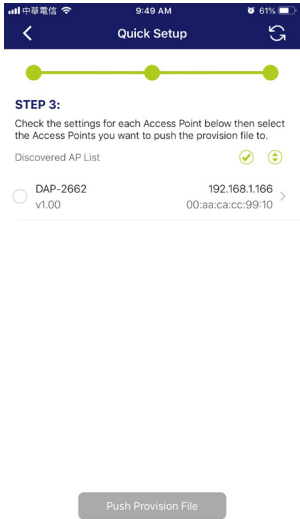 中華電信 9:49 AM 61%
Quick Setup
STEP 3:
Check the settings for each Access Point below then select
the Access Points you want to push the provision file to.
Discovered AP List
DAP-2662 192.168.1.166
v1.00 00:aa:ca:cc:99:10
Push Provision File